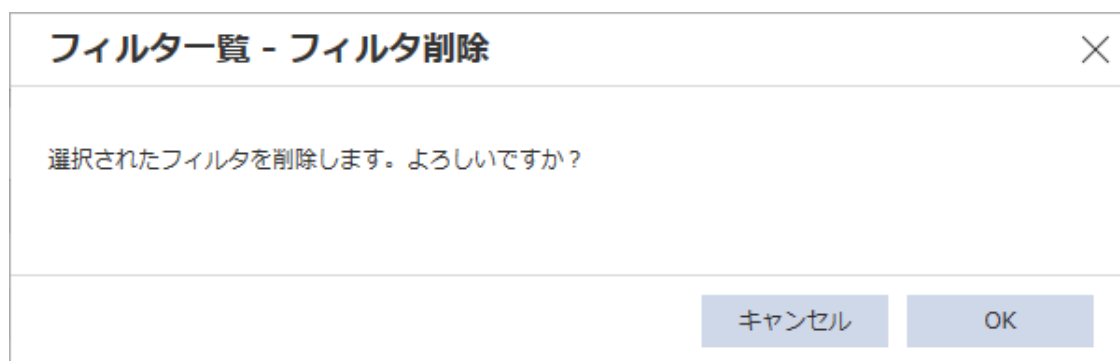 フィルター覧 - フィルタ削除
選択されたフィルタを削除します。よろしいですか？
キャンセル
OK